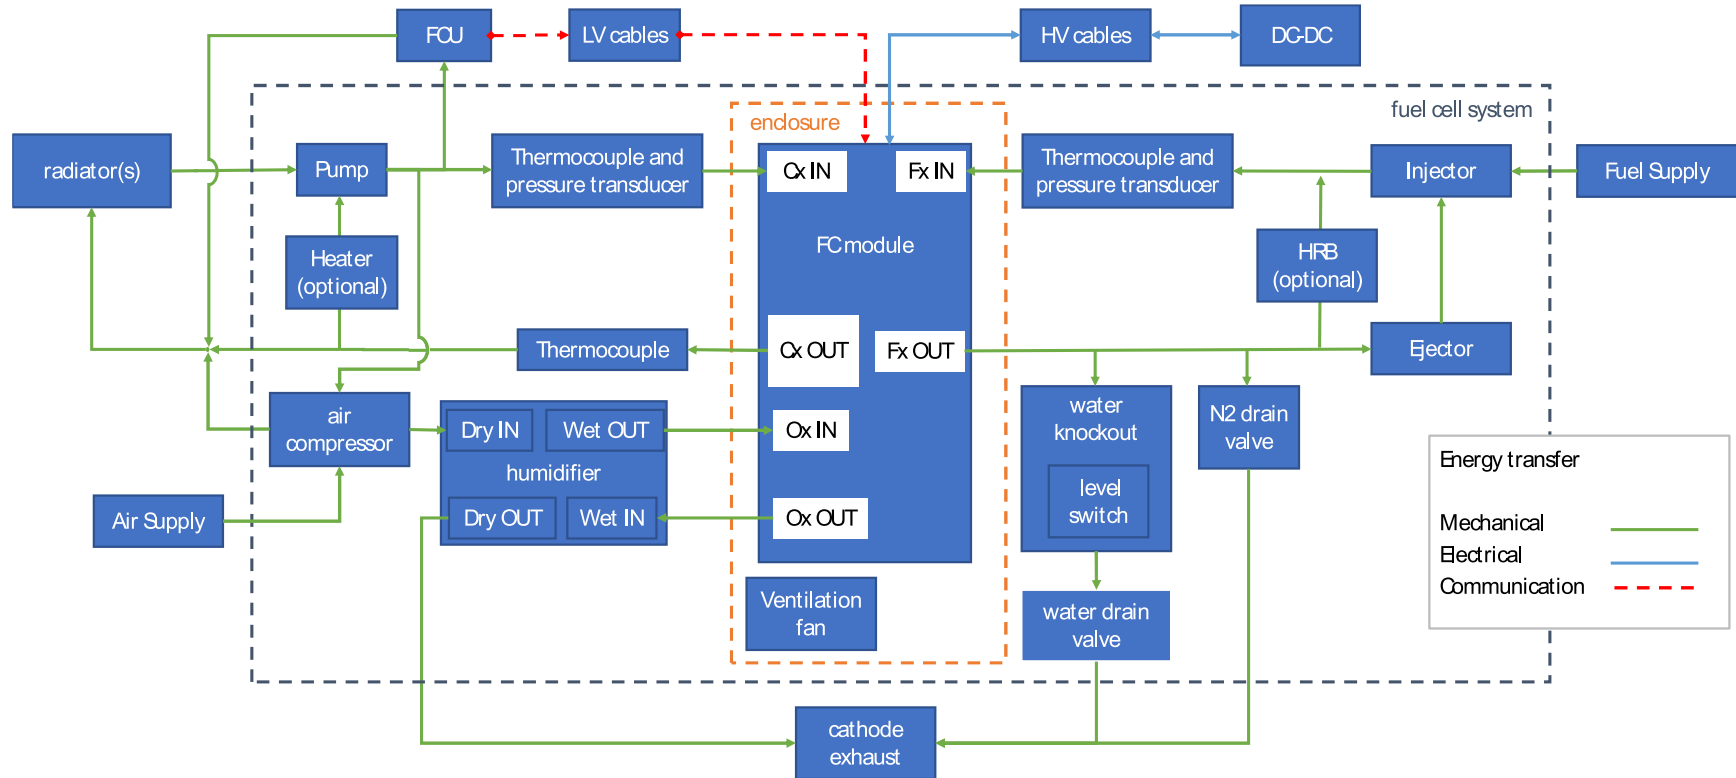 FCU
LV cables
HV cables
DC-DC
fuel cell system
enclosure
radiator(s)
Pump
Thermocouple and
pressure transducer
Cx IN
Fx IN
Thermocouple and
pressure transducer
Injector
Fuel Supply
FC module
Heater
(optional)
HRB
(optional)
Thermocouple
Cx OUT
Fx OUT
Ejector
air
compressor
Dry IN
Wet OUT
humidifier
Dry OUT
Wet IN
Ox IN
Ox OUT
water
knockout
level
switch
N2 drain
valve
Air Supply
Ventilation
fan
water drain
valve
cathode
exhaust
Energy transfer
Mechanical
Electrical
Communication